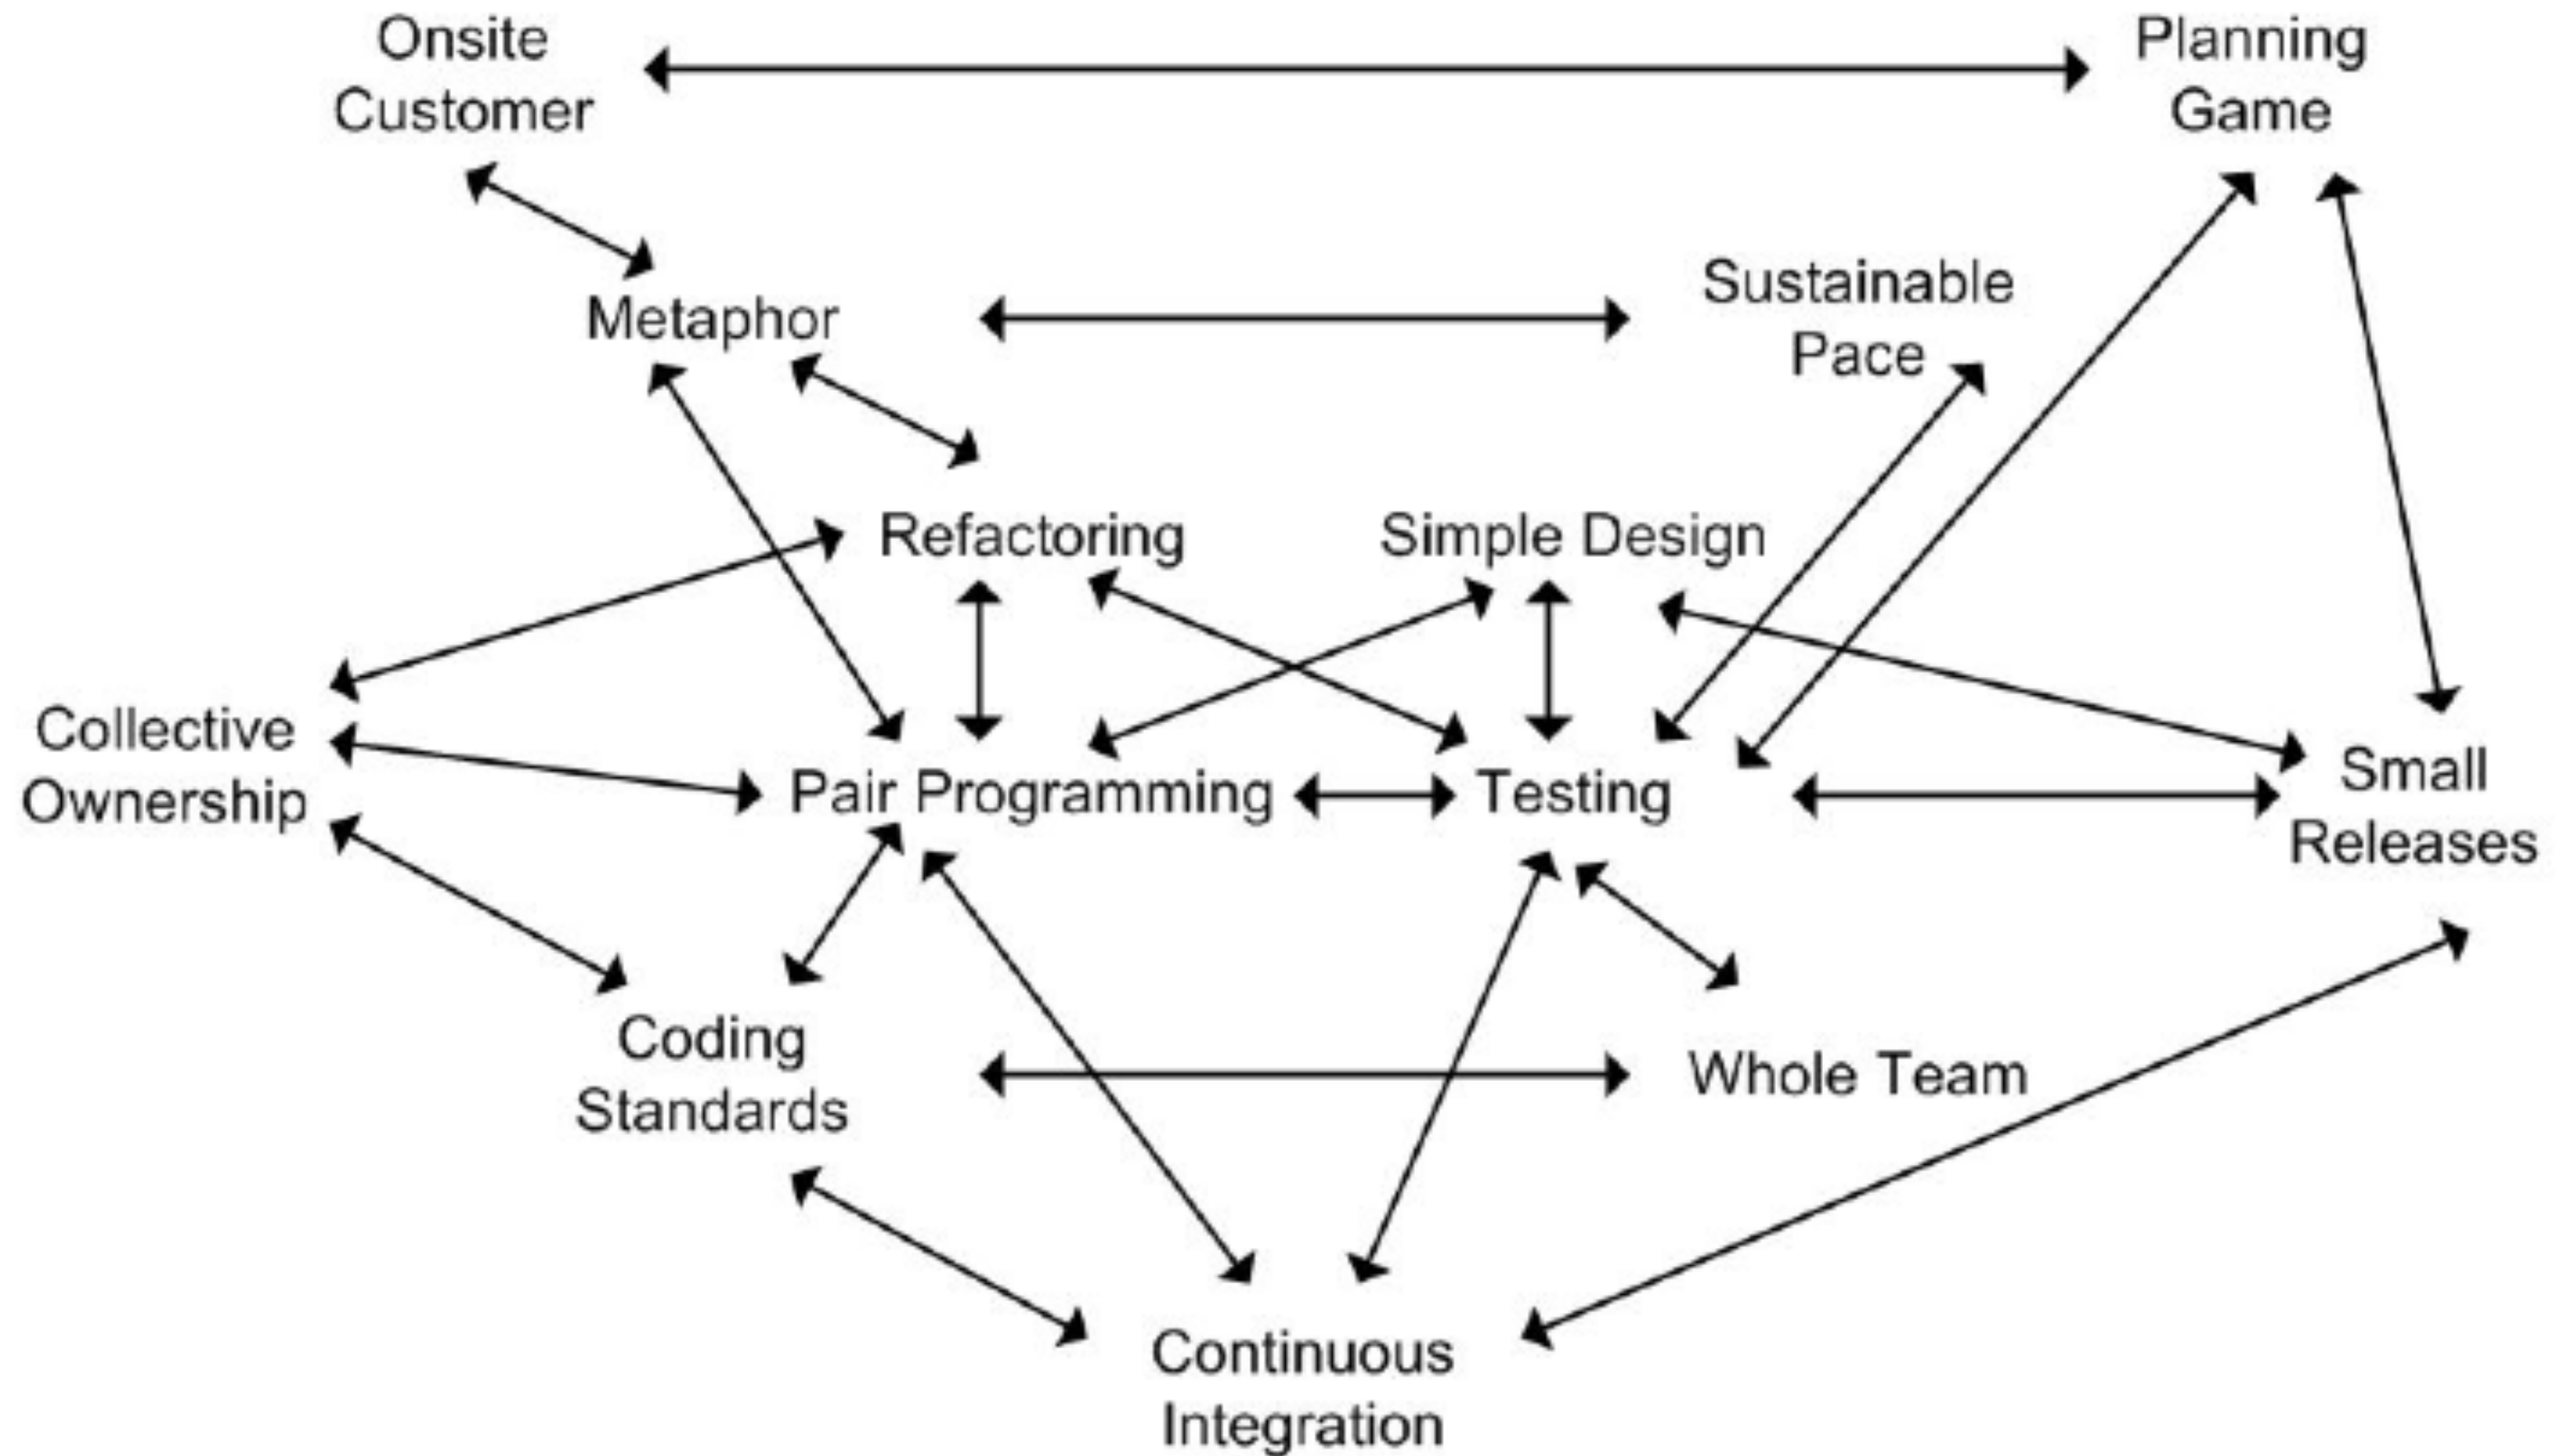 Onsite
Customer
Planning
Game
Metaphor
Sustainable
Pace
Refactoring
Simple Design
Collective
Ownership
Pair Programming
Testing
Small
Releases
Coding
Standards
Whole Team
Continuous
Integration